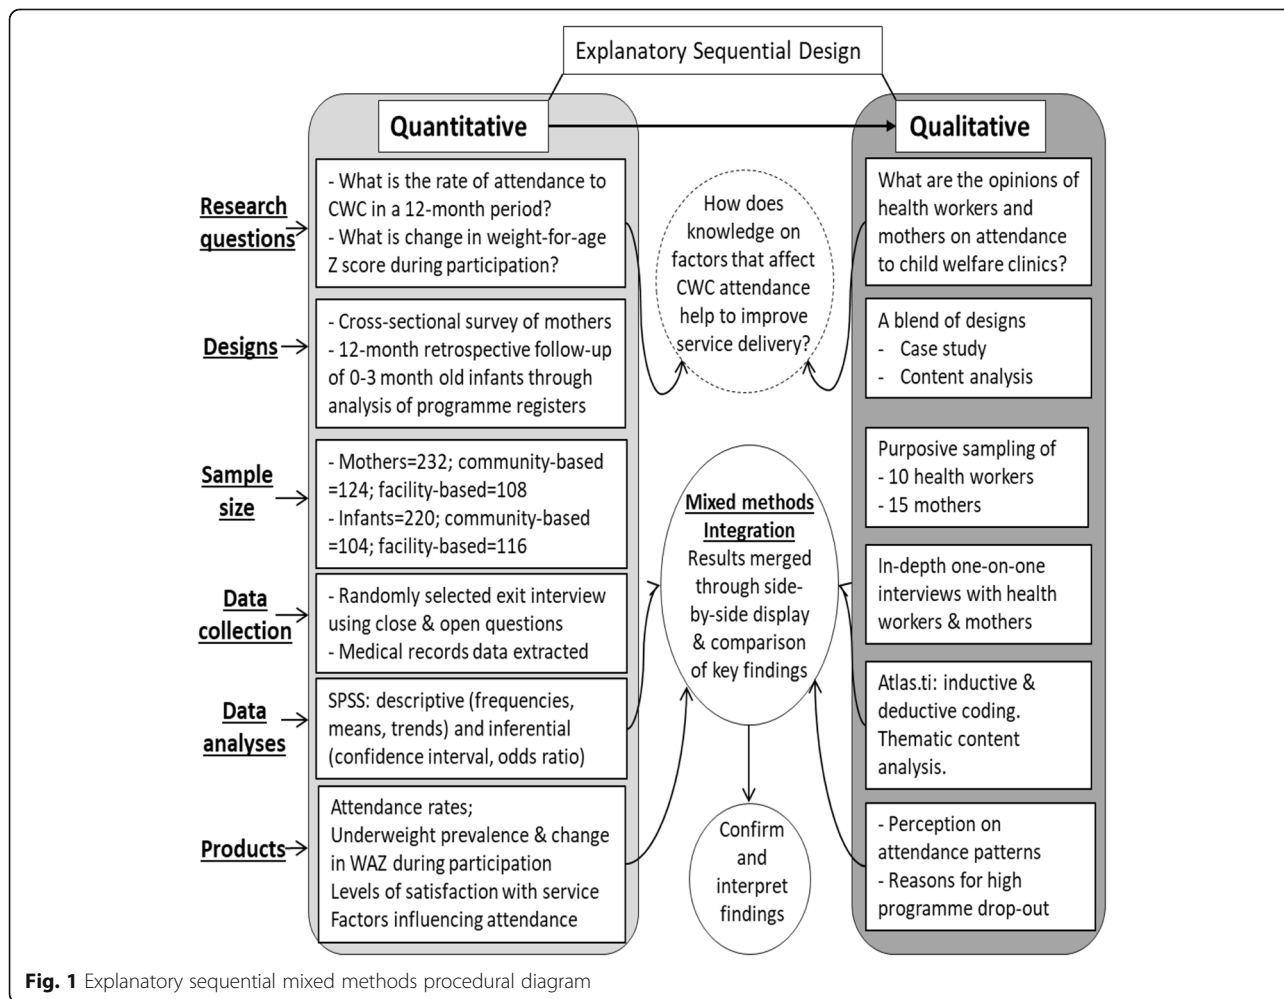 Explanatory Sequential Design
Quantitative
Qualitative
Research
questions
- What is the rate of attendance to
CWC in a 12-month period?
- What is change in weight-for-age
Z score during participation?
How does
knowledge on
factors that affect
CWC attendance
help to improve
service delivery?
What are the opinions of
health workers and
mothers on attendance
to child welfare clinics?
Designs
- Cross-sectional survey of mothers
- 12-month retrospective follow-up
of 0-3 month old infants through
analysis of programme registers
A blend of designs
- Case study
- Content analysis
Sample
size
- Mothers=232; community-based
=124; facility-based=108
- Infants=220; community-based
=104; facility-based=116
Purposive sampling of
- 10 health workers
- 15 mothers
Mixed methods
Integration
Results merged
through side-
by-side display
& comparison
of key findings
Data
collection
- Randomly selected exit interview
using close & open questions
- Medical records data extracted
In-depth one-on-one
interviews with health
workers & mothers
Data
analyses
SPSS: descriptive (frequencies,
means, trends) and inferential
(confidence interval, odds ratio)
Atlas.ti: inductive &
deductive coding.
Thematic content
analysis.
Products
Attendance rates;
Underweight prevalence & change
in WAZ during participation
Levels of satisfaction with service
Factors influencing attendance
Confirm
and
interpret
findings
- Perception on
attendance patterns
- Reasons for high
programme drop-out
Fig. 1 Explanatory sequential mixed methods procedural diagram